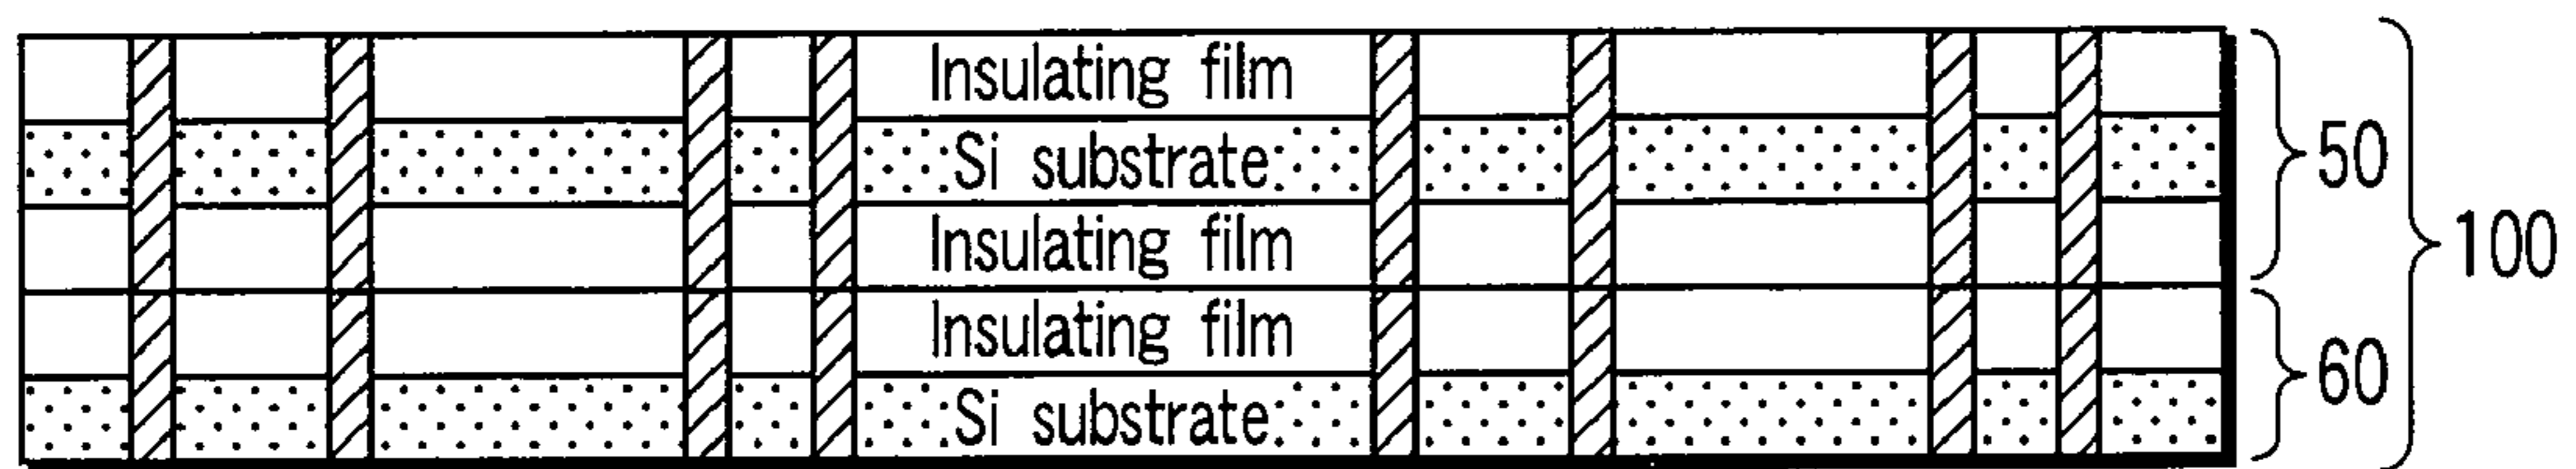 Insulating film
Si substrate
50
Insulating film
100
Insulating film
60
Si substrate